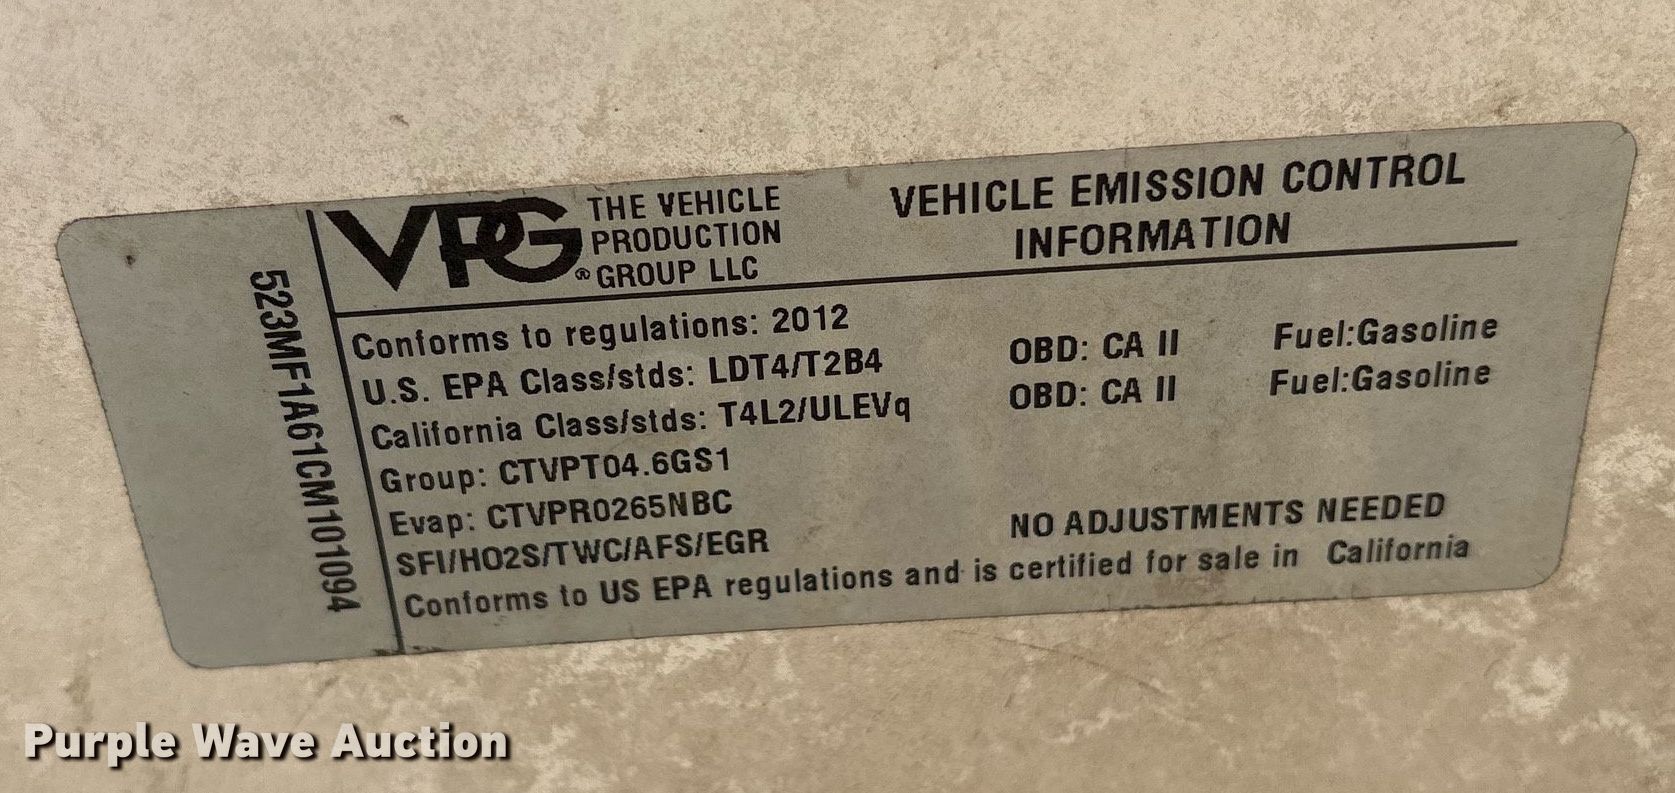 VPG® THE VEHICLE
PRODUCTION
GROUP LLC
VEHICLE EMISSION CONTROL
INFORMATION
523MF1A61CM101094
Conforms to regulations: 2012
U.S. EPA Class/stds: LDT4/T2B4 OBD: CA II Fuel:Gasoline
California Class/stds: T4L2/ULEVq OBD: CA II Fuel:Gasoline
Group: CTVPT04.6GS1
Evap: CTVPR0265NBC
SFI/HO2S/TWC/AFS/EGR NO ADJUSTMENTS NEEDED
Conforms to US EPA regulations and is certified for sale in California
Purple Wave Auction